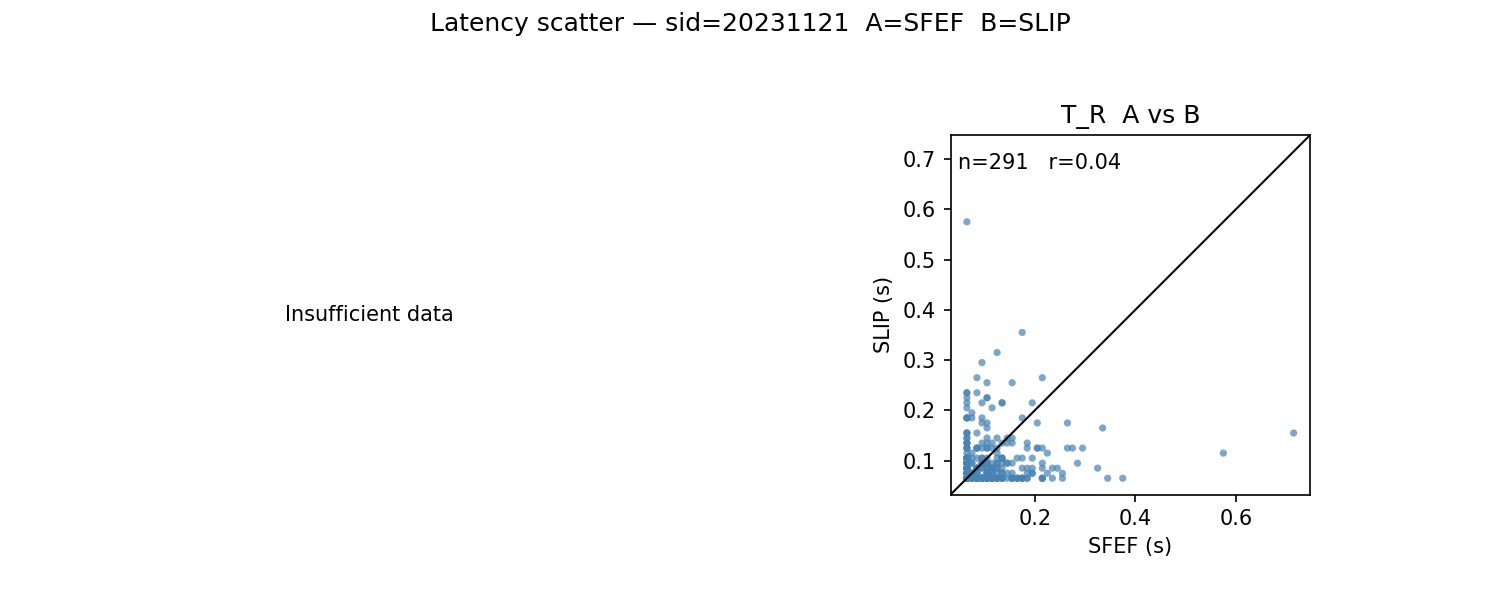 Latency scatter — sid=20231121  A=SFEF  B=SLIP
Insufficient data
T_R  A vs B
n=291   r=0.04
0.7
0.6
0.5
0.4
0.3
0.2
0.1
SLIP (s)
0.2
0.4
0.6
SFEF (s)